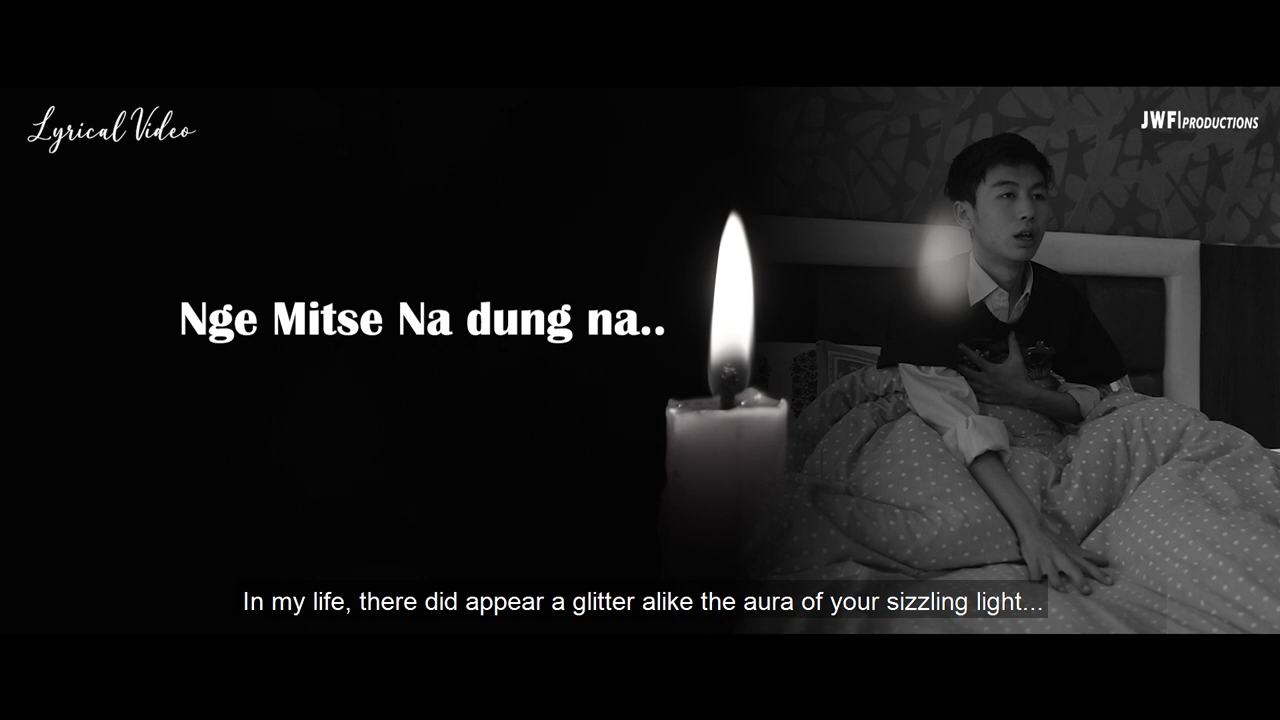 Lyrical Video
JWF|PRODUCTIONS
Nge Mitse Na dung na..
In my life, there did appear a glitter alike the aura of your sizzling light...